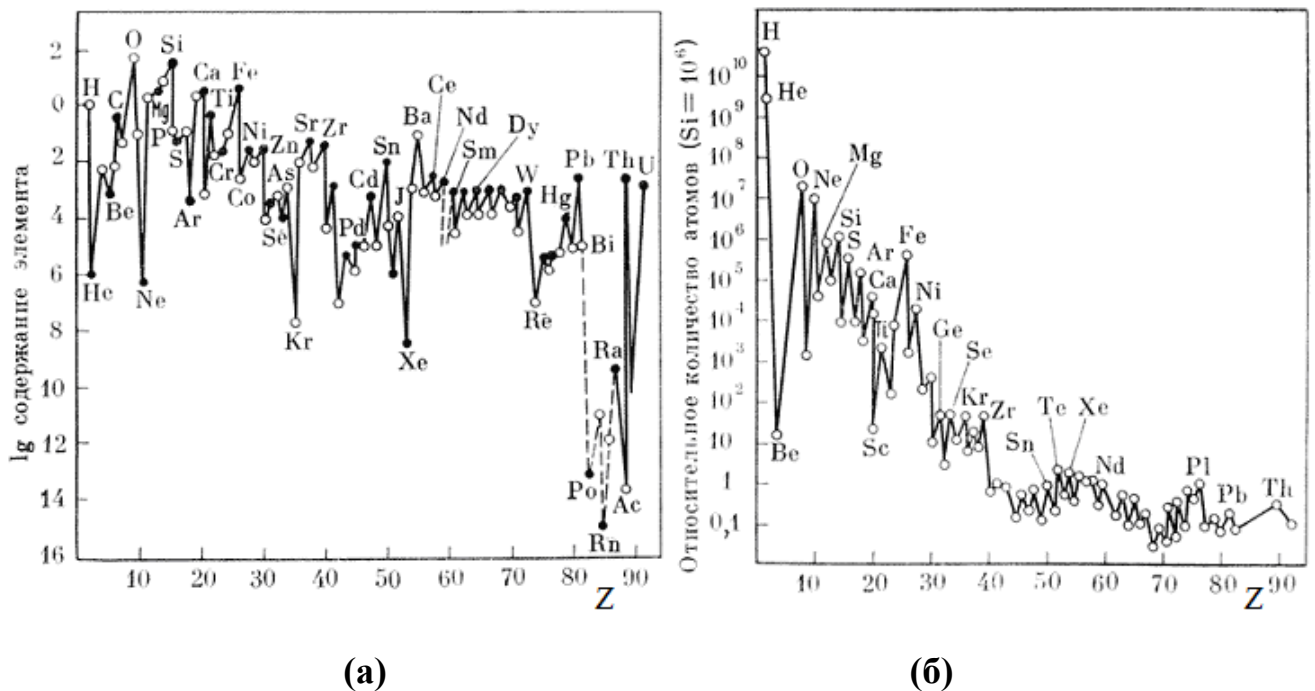 lg содержание элемента
2
0
2
4
6
8
10
12
14
16
H
He
Be
C
O
Ne
Mg
Si
P
S
Ar
Ca
Ti
Cr
Fe
Co
Ni
Zn
As
Se
Kr
Sr
Zr
Pd
Cd
Sn
J
Xe
Ba
Ce
Nd
Sm
Dy
W
Re
Hg
Pb
Bi
Po
Rn
Ra
Ac
Th
U
10 20 30 40 50 60 70 80 90
Z
(а)
Относительное количество атомов (Si = 10⁶)
10¹⁰
10⁹
10⁸
10⁷
10⁶
10⁵
10⁴
10³
10²
10
1
0,1
H
He
Be
O
Ne
Mg
Si
S
Ar
Ca
Sc
Ti
Fe
Ni
Ge
Se
Kr
Zr
Sn
Te
Xe
Nd
Pl
Pb
Th
10 20 30 40 50 60 70 80 90
Z
(б)